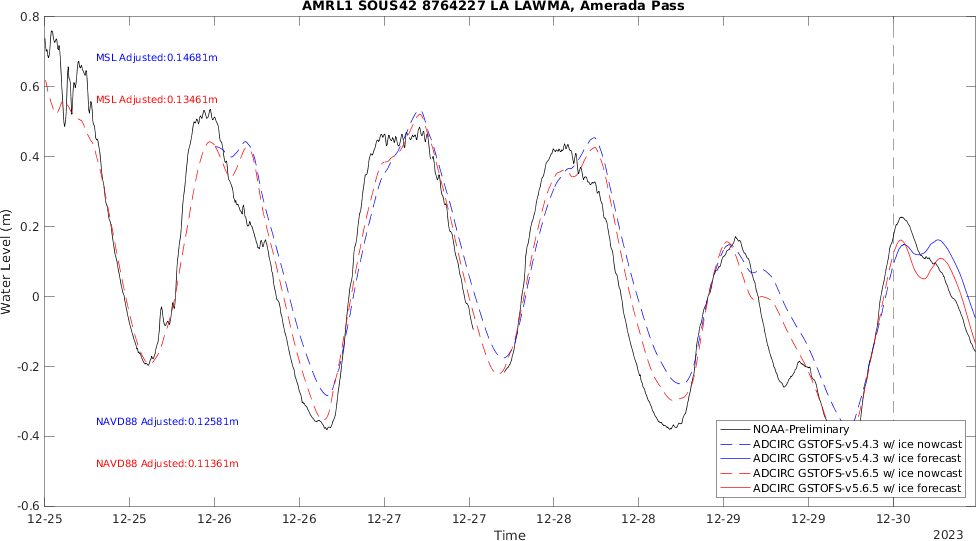 AMRL1 SOUS42 8764227 LA LAWMA, Amerada Pass
0.8
0.6
0.4
0.2
0
-0.2
-0.4
-0.6
Water Level (m)
MSL Adjusted:0.14681m
MSL Adjusted:0.13461m
NAVD88 Adjusted:0.12581m
NAVD88 Adjusted:0.11361m
NOAA-Preliminary
ADCIRC GSTOFS-v5.4.3 w/ ice nowcast
ADCIRC GSTOFS-v5.4.3 w/ ice forecast
ADCIRC GSTOFS-v5.6.5 w/ ice nowcast
ADCIRC GSTOFS-v5.6.5 w/ ice forecast
12-25 12-25 12-26 12-26 12-27 12-27 12-28 12-28 12-29 12-29 12-30
Time
2023